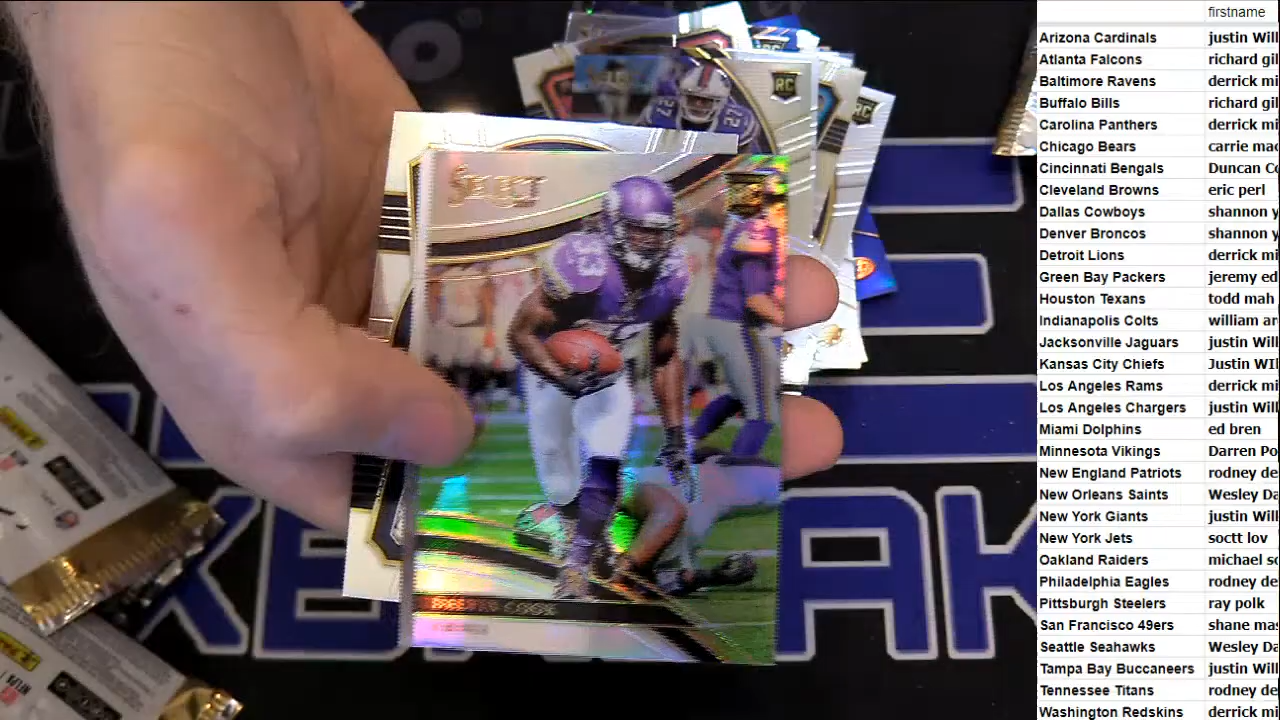 firstname
Arizona Cardinals justin Will
Atlanta Falcons richard gil
Baltimore Ravens derrick mi
Buffalo Bills richard gil
Carolina Panthers derrick mi
Chicago Bears carrie mac
Cincinnati Bengals Duncan Co
Cleveland Browns eric perl
Dallas Cowboys shannon y
Denver Broncos shannon y
Detroit Lions derrick mi
Green Bay Packers jeremy ed
Houston Texans todd mah
Indianapolis Colts william ar
Jacksonville Jaguars justin Will
Kansas City Chiefs Justin WIl
Los Angeles Rams derrick mi
Los Angeles Chargers justin Will
Miami Dolphins ed bren
Minnesota Vikings Darren Po
New England Patriots rodney de
New Orleans Saints Wesley Da
New York Giants justin Will
New York Jets soctt lov
Oakland Raiders michael sc
Philadelphia Eagles rodney de
Pittsburgh Steelers ray polk
San Francisco 49ers shane mas
Seattle Seahawks Wesley Da
Tampa Bay Buccaneers justin Will
Tennessee Titans rodney de
Washington Redskins derrick mi
SELECT
RC
RC
27
27
33
COOK